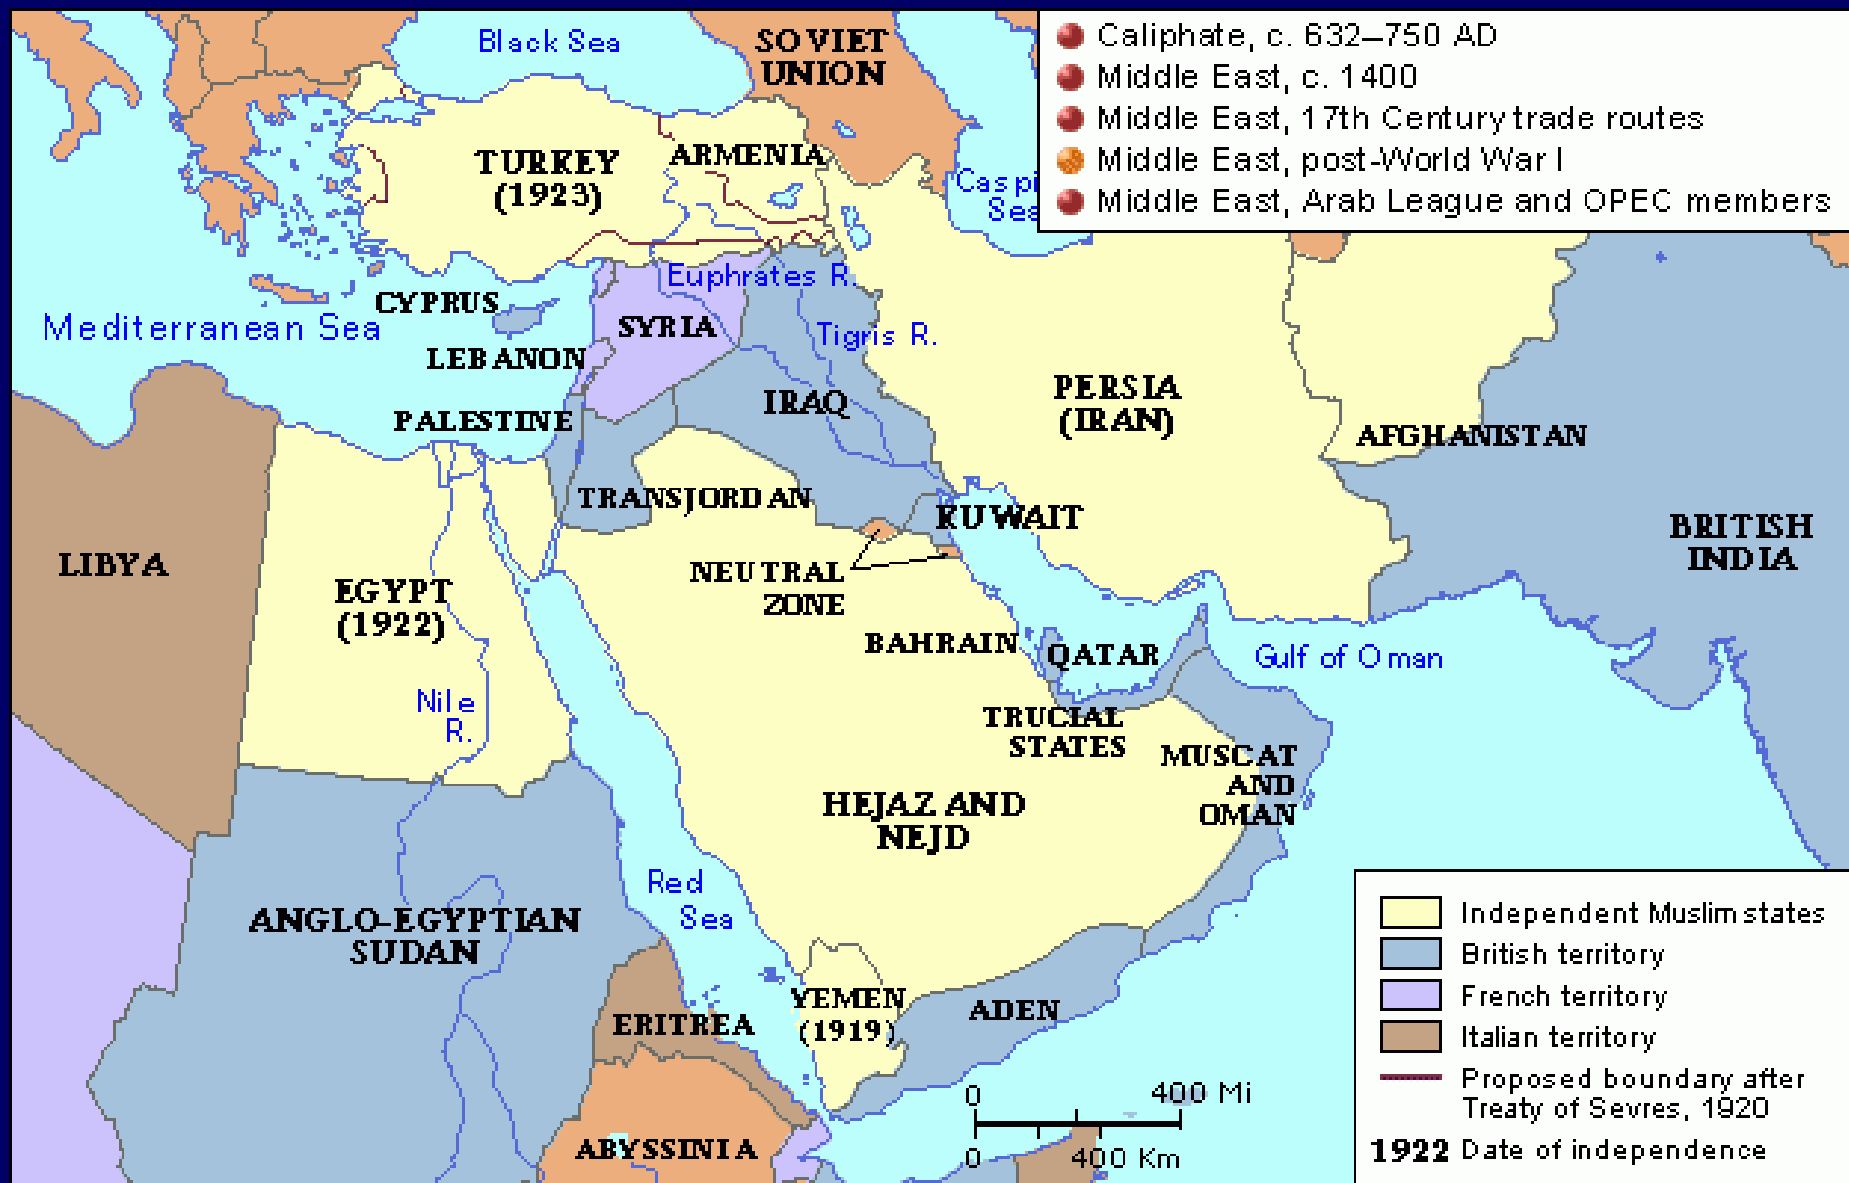 Black Sea
SOVIET
UNION
Caliphate, c. 632–750 AD
Middle East, c. 1400
Middle East, 17th Century trade routes
Middle East, post-World War I
Middle East, Arab League and OPEC members
TURKEY
(1923)
ARMENIA
Caspi
Sea
Euphrates R.
CYPRUS
Mediterranean Sea
SYRIA
Tigris R.
LEBANON
IRAQ
PERSIA
(IRAN)
PALESTINE
AFGHANISTAN
TRANSJORDAN
KUWAIT
BRITISH
INDIA
LIBYA
NEUTRAL
ZONE
EGYPT
(1922)
BAHRAIN
QATAR
Gulf of Oman
Nile
R.
TRUCIAL
STATES
MUSCAT
AND
OMAN
HEJAZ AND
NEJD
Red
Sea
ANGLO-EGYPTIAN
SUDAN
YEMEN
(1919)
ADEN
ERITREA
ABYSSINIA
0 400 Mi
0 400 Km
Independent Muslim states
British territory
French territory
Italian territory
Proposed boundary after
Treaty of Sevres, 1920
1922 Date of independence